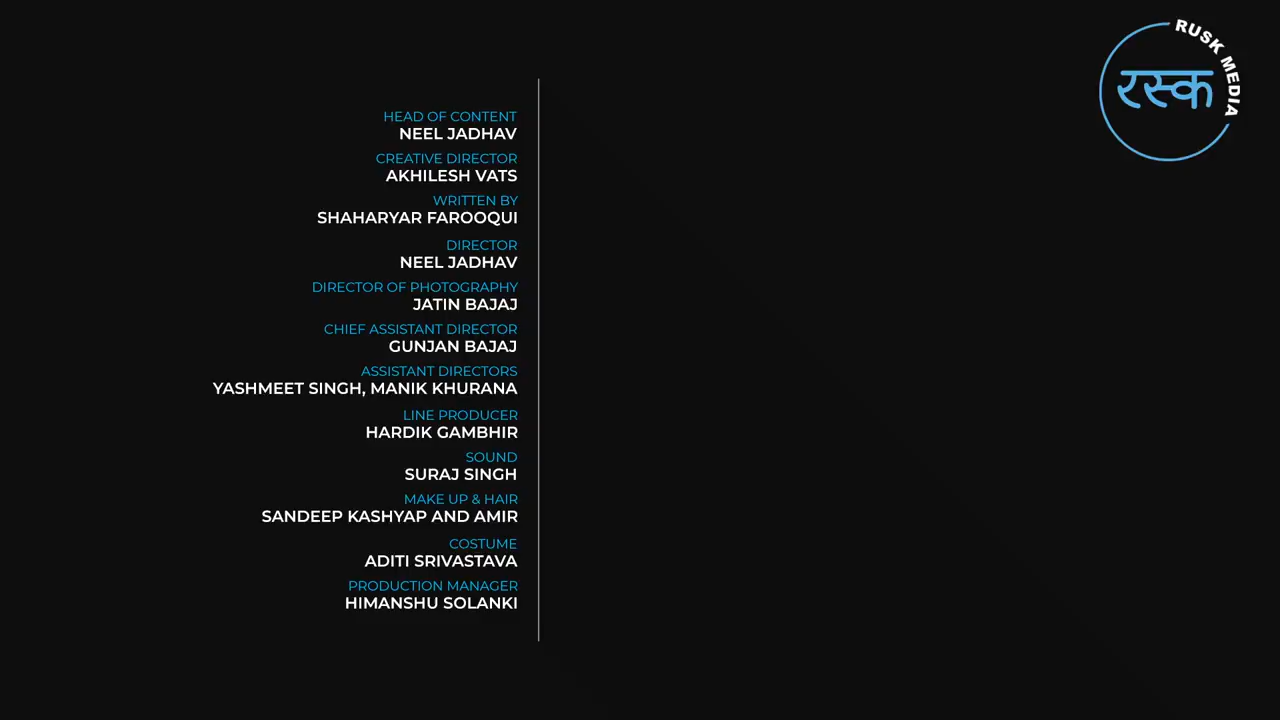 HEAD OF CONTENT
NEEL JADHAV
CREATIVE DIRECTOR
AKHILESH VATS
WRITTEN BY
SHAHARYAR FAROOQUI
DIRECTOR
NEEL JADHAV
DIRECTOR OF PHOTOGRAPHY
JATIN BAJAJ
CHIEF ASSISTANT DIRECTOR
GUNJAN BAJAJ
ASSISTANT DIRECTORS
YASHMEET SINGH, MANIK KHURANA
LINE PRODUCER
HARDIK GAMBHIR
SOUND
SURAJ SINGH
MAKE UP & HAIR
SANDEEP KASHYAP AND AMIR
COSTUME
ADITI SRIVASTAVA
PRODUCTION MANAGER
HIMANSHU SOLANKI
RUSK MEDIA
रस्क